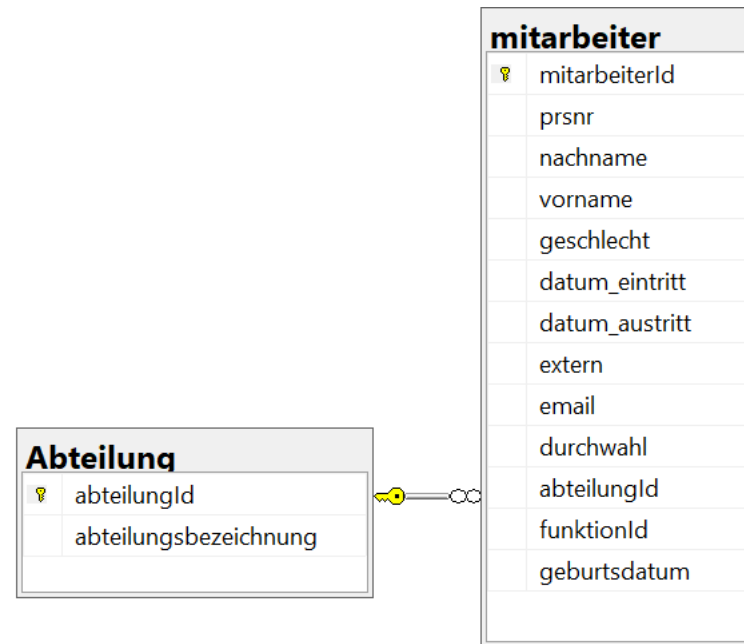 mitarbeiter
mitarbeiterId
prsnr
nachname
vorname
geschlecht
datum_eintritt
datum_austritt
extern
email
durchwahl
abteilungId
funktionId
geburtsdatum
Abteilung
abteilungId
abteilungsbezeichnung